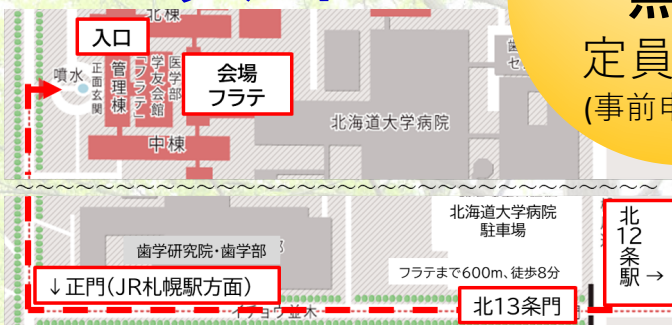 北棟
入口
噴水
正面玄関
管理棟
学友会館
「フラテ」
医学部
会場
フラテ
中棟
北海道大学病院
定員
(事前申
北海道大学病院
駐車場
歯学研究院・歯学部
フラテまで600m、徒歩8分
北12条駅→
↓正門(JR札幌駅方面)
イチョウ並木
北13条門